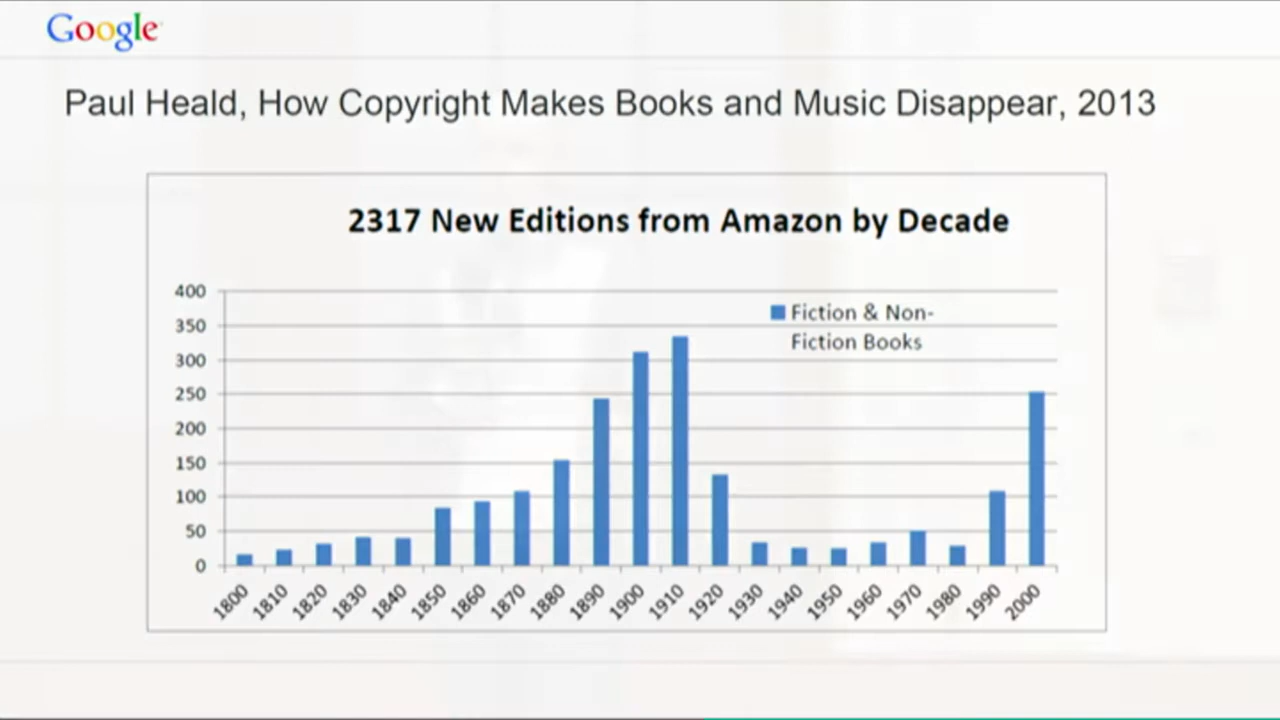 Google
Paul Heald, How Copyright Makes Books and Music Disappear, 2013
2317 New Editions from Amazon by Decade
400
350
300
250
200
150
100
50
0
Fiction & Non-
Fiction Books
1800 1810 1820 1830 1840 1850 1860 1870 1880 1890 1900 1910 1920 1930 1940 1950 1960 1970 1980 1990 2000